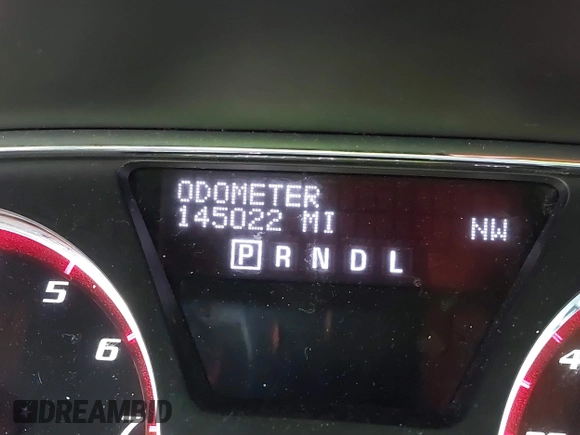 ODOMETER
145022 MI
NW
P R N D L
5
6
4
DREAMBID